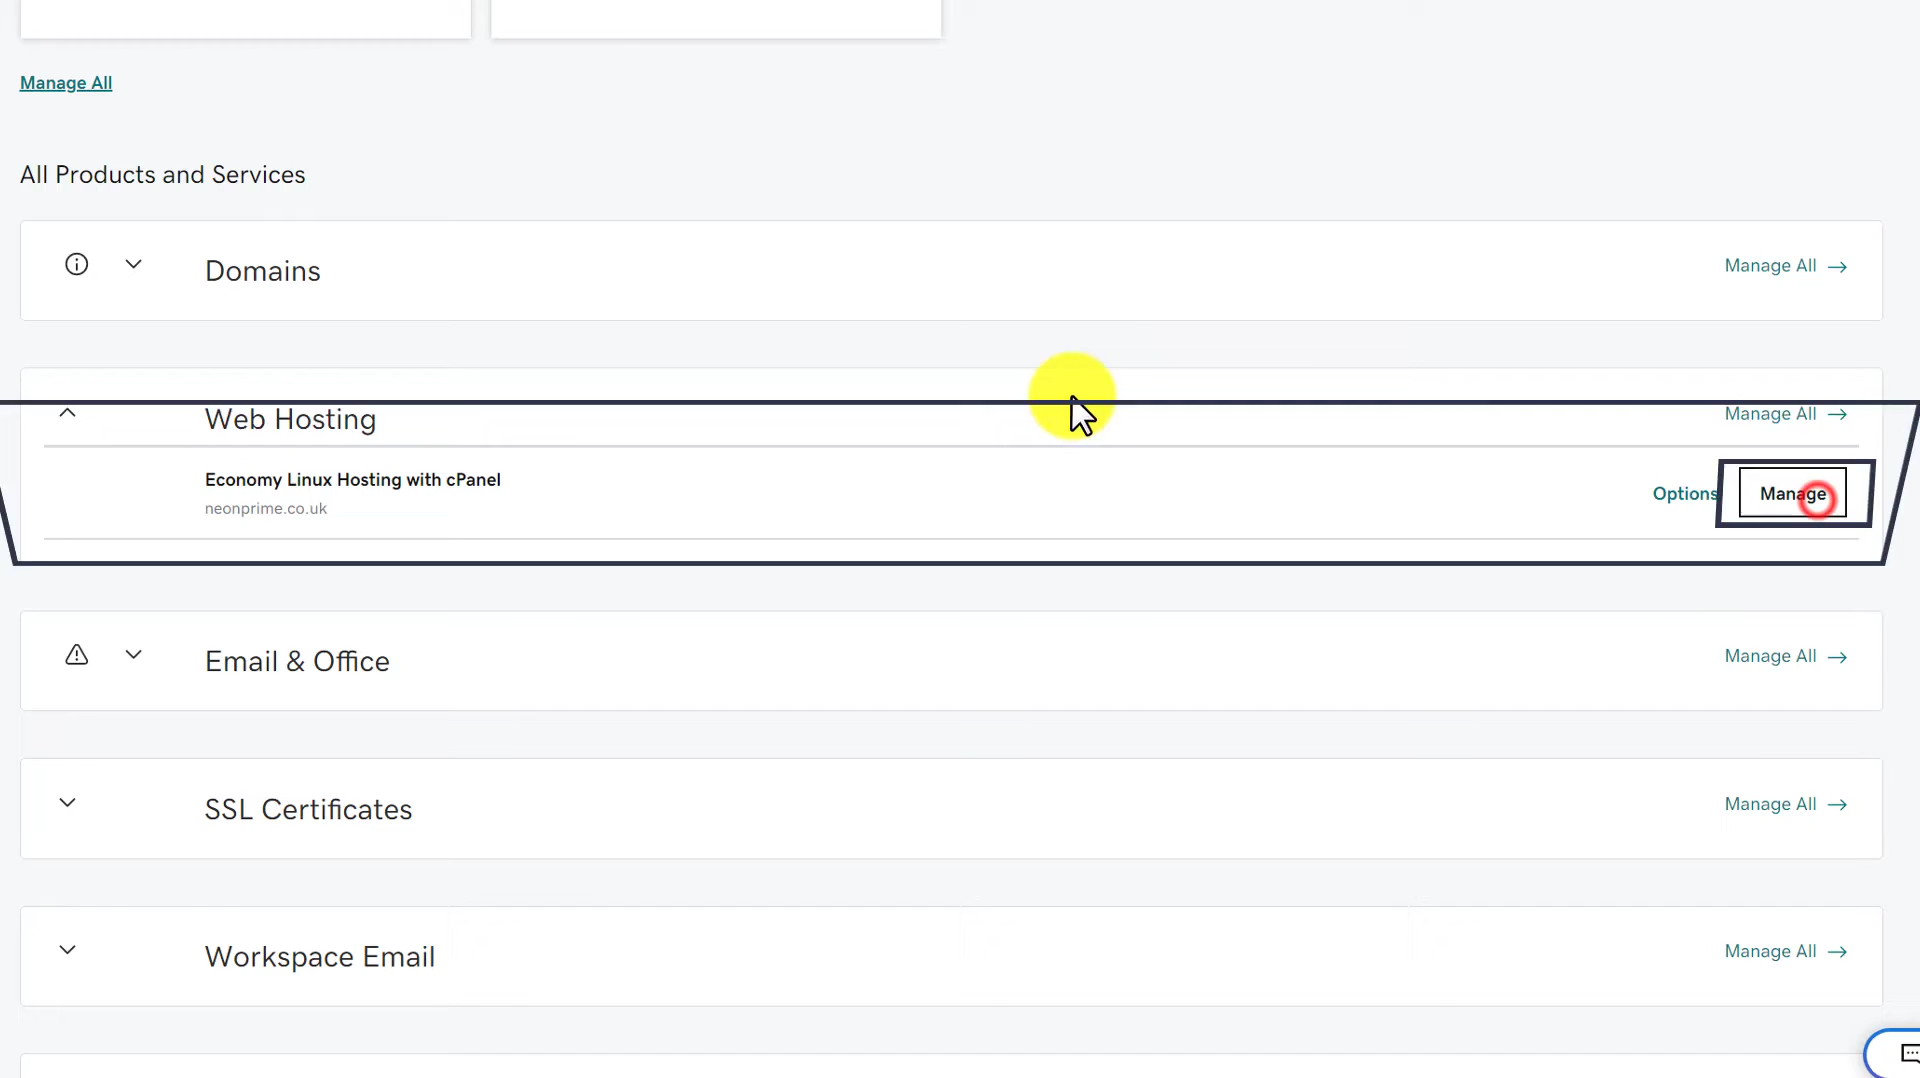 Manage All
All Products and Services
Domains
Manage All →
Web Hosting
Manage All →
Economy Linux Hosting with cPanel
neonprime.co.uk
Options
Manage
Email & Office
Manage All →
SSL Certificates
Manage All →
Workspace Email
Manage All →